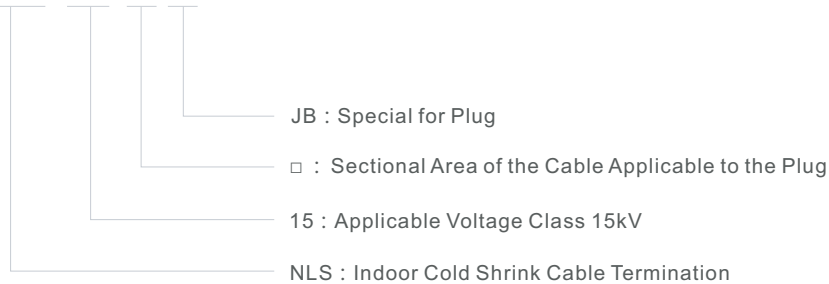 JB：Special for Plug
□ ：Sectional Area of the Cable Applicable to the Plug
15：Applicable Voltage Class 15kV
NLS：Indoor Cold Shrink Cable Termination